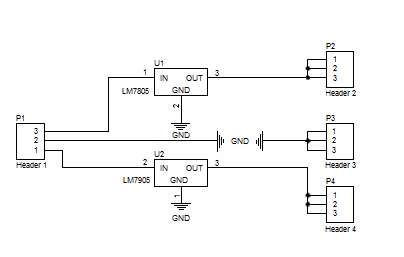 P2
U1
1 IN OUT 3
1
2
3
GND
LM7805
Header 2
2
P1
P3
GND
3
2
1
GND
1
2
3
Header 1
U2
Header 3
2 IN OUT 3
P4
LM7905
GND
1
2
3
1
GND
Header 4